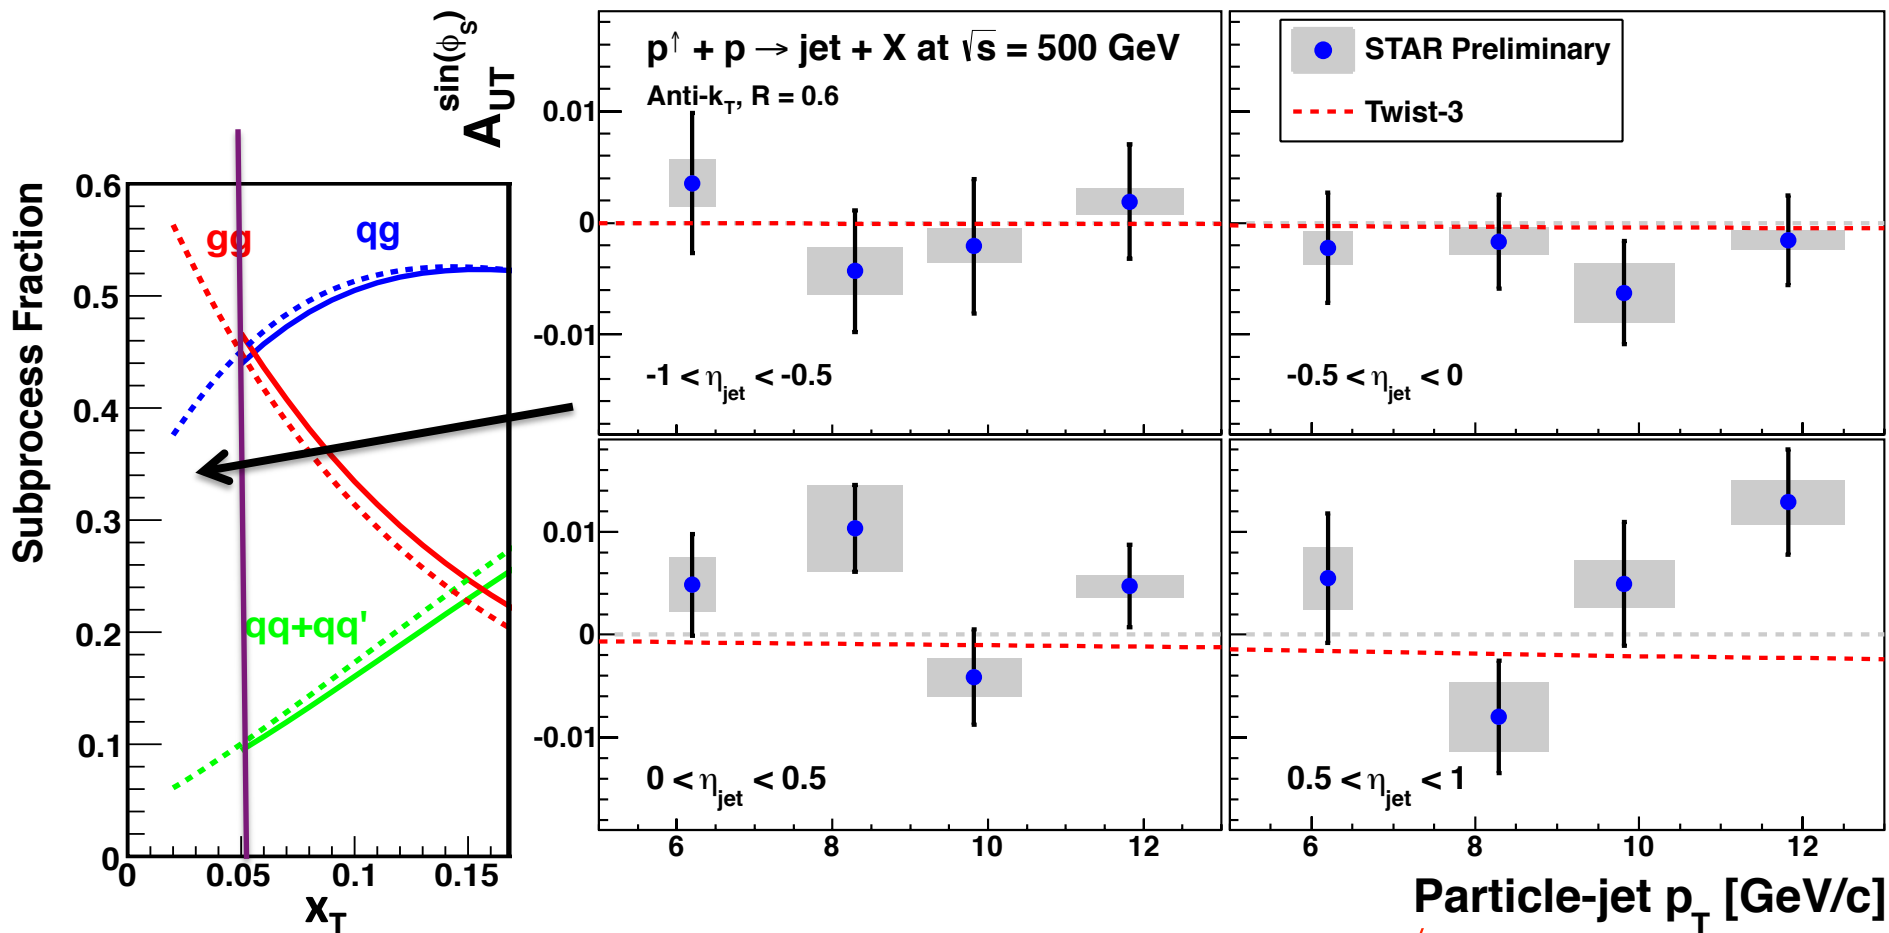 Subprocess Fraction
0.6
0.5
0.4
0.3
0.2
0.1
0
gg
qg
qq+qq'
0 0.05 0.1 0.15
x_T
A_UT^sin(ϕ_s)
p↑ + p → jet + X at √s = 500 GeV
Anti-k_T, R = 0.6
0.01
0
-0.01
-1 < η_jet < -0.5
STAR Preliminary
Twist-3
-0.5 < η_jet < 0
0.01
0
-0.01
0 < η_jet < 0.5
0.5 < η_jet < 1
6 8 10 12
6 8 10 12
Particle-jet p_T [GeV/c]